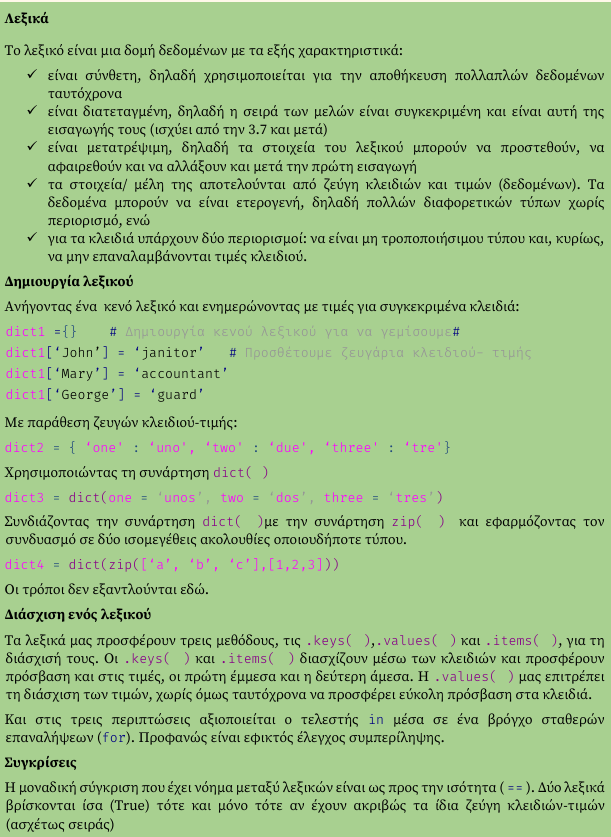 Λεξικά
Το λεξικό είναι μια δομή δεδομένων με τα εξής χαρακτηριστικά:
✓ είναι σύνθετη, δηλαδή χρησιμοποιείται για την αποθήκευση πολλαπλών δεδομένων
ταυτόχρονα
✓ είναι διατεταγμένη, δηλαδή η σειρά των μελών είναι συγκεκριμένη και είναι αυτή της
εισαγωγής τους (ισχύει από την 3.7 και μετά)
✓ είναι μετατρέψιμη, δηλαδή τα στοιχεία του λεξικού μπορούν να προστεθούν, να
αφαιρεθούν και να αλλάξουν και μετά την πρώτη εισαγωγή
✓ τα στοιχεία/ μέλη της αποτελούνται από ζεύγη κλειδιών και τιμών (δεδομένων). Τα
δεδομένα μπορούν να είναι ετερογενή, δηλαδή πολλών διαφορετικών τύπων χωρίς
περιορισμό, ενώ
✓ για τα κλειδιά υπάρχουν δύο περιορισμοί: να είναι μη τροποποιήσιμου τύπου και, κυρίως,
να μην επαναλαμβάνονται τιμές κλειδιού.
Δημιουργία λεξικού
Ανήγοντας ένα κενό λεξικό και ενημερώνοντας με τιμές για συγκεκριμένα κλειδιά:
dict1 ={} # Δημιουργία κενού λεξικού για να γεμίσουμε#
dict1[‘John’] = ‘janitor’ # Προσθέτουμε ζευγάρια κλειδιού- τιμής
dict1[‘Mary’] = ‘accountant’
dict1[‘George’] = ‘guard’
Με παράθεση ζευγών κλειδιού-τιμής:
dict2 = { ‘one' : ‘uno', ‘two' : ‘due', ‘three' : ‘tre'}
Χρησιμοποιώντας τη συνάρτηση dict( )
dict3 = dict(one = ‘unos’, two = ‘dos’, three = ‘tres’)
Συνδιάζοντας την συνάρτηση dict( )με την συνάρτηση zip( ) και εφαρμόζοντας τον
συνδυασμό σε δύο ισομεγέθεις ακολουθίες οποιουδήποτε τύπου.
dict4 = dict(zip([‘a’, ‘b’, ‘c’],[1,2,3]))
Οι τρόποι δεν εξαντλούνται εδώ.
Διάσχιση ενός λεξικού
Τα λεξικά μας προσφέρουν τρεις μεθόδους, τις .keys( ),.values( ) και .items( ), για τη
διάσχισή τους. Οι .keys( ) και .items( ) διασχίζουν μέσω των κλειδιών και προσφέρουν
πρόσβαση και στις τιμές, οι πρώτη έμμεσα και η δεύτερη άμεσα. Η .values( ) μας επιτρέπει
τη διάσχιση των τιμών, χωρίς όμως ταυτόχρονα να προσφέρει εύκολη πρόσβαση στα κλειδιά.
Και στις τρεις περιπτώσεις αξιοποιείται ο τελεστής in μέσα σε ένα βρόγχο σταθερών
επαναλήψεων (for). Προφανώς είναι εφικτός έλεγχος συμπερίληψης.
Συγκρίσεις
Η μοναδική σύγκριση που έχει νόημα μεταξύ λεξικών είναι ως προς την ισότητα ( == ). Δύο λεξικά
βρίσκονται ίσα (True) τότε και μόνο τότε αν έχουν ακριβώς τα ίδια ζεύγη κλειδιών-τιμών
(ασχέτως σειράς)